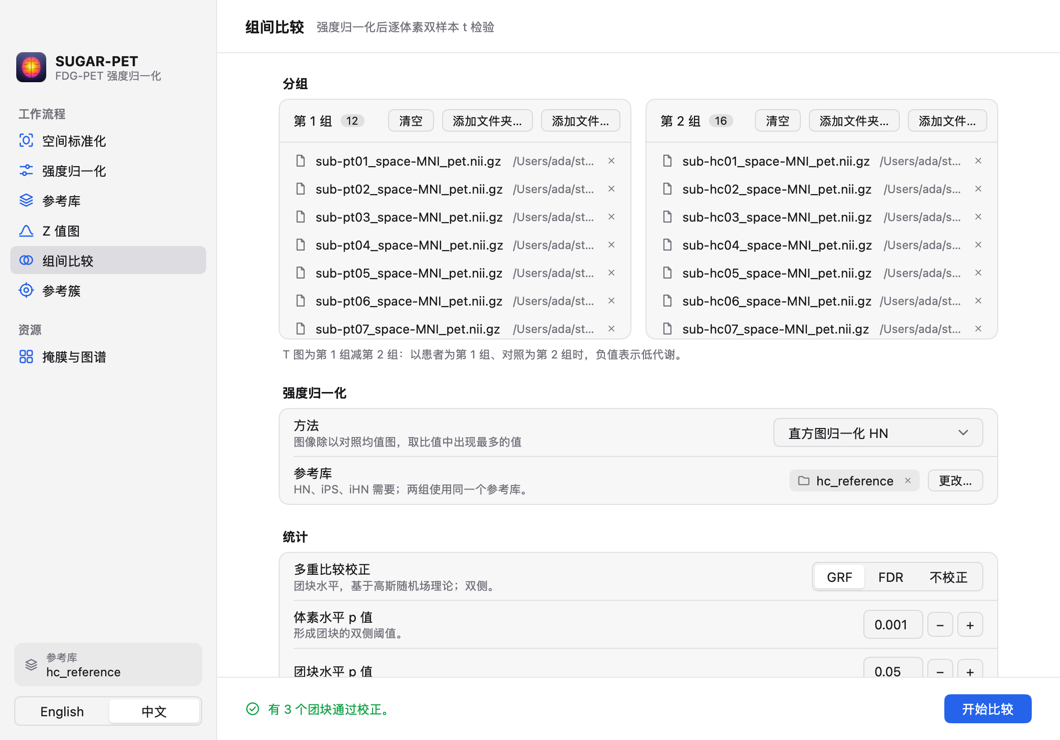 SUGAR-PET
FDG-PET 强度归一化
工作流程
空间标准化
强度归一化
参考库
Z 值图
组间比较
参考簇
资源
掩膜与图谱
参考库
hc_reference
English 中文
组间比较 强度归一化后逐体素双样本 t 检验
分组
第 1 组 12 清空 添加文件夹... 添加文件...
sub-pt01_space-MNI_pet.nii.gz /Users/ada/st... ×
sub-pt02_space-MNI_pet.nii.gz /Users/ada/st... ×
sub-pt03_space-MNI_pet.nii.gz /Users/ada/st... ×
sub-pt04_space-MNI_pet.nii.gz /Users/ada/st... ×
sub-pt05_space-MNI_pet.nii.gz /Users/ada/st... ×
sub-pt06_space-MNI_pet.nii.gz /Users/ada/st... ×
sub-pt07_space-MNI_pet.nii.gz /Users/ada/st... ×
第 2 组 16 清空 添加文件夹... 添加文件...
sub-hc01_space-MNI_pet.nii.gz /Users/ada/st... ×
sub-hc02_space-MNI_pet.nii.gz /Users/ada/s... ×
sub-hc03_space-MNI_pet.nii.gz /Users/ada/s... ×
sub-hc04_space-MNI_pet.nii.gz /Users/ada/s... ×
sub-hc05_space-MNI_pet.nii.gz /Users/ada/s... ×
sub-hc06_space-MNI_pet.nii.gz /Users/ada/s... ×
sub-hc07_space-MNI_pet.nii.gz /Users/ada/st... ×
T 图为第 1 组减第 2 组：以患者为第 1 组、对照为第 2 组时，负值表示低代谢。
强度归一化
方法
图像除以对照均值图，取比值中出现最多的值
直方图归一化 HN
参考库
HN、iPS、iHN 需要；两组使用同一个参考库。
hc_reference × 更改...
统计
多重比较校正
团块水平，基于高斯随机场理论；双侧。
GRF FDR 不校正
体素水平 p 值
形成团块的双侧阈值。
0.001 − +
团块水平 p 值
0.05 − +
有 3 个团块通过校正。
开始比较